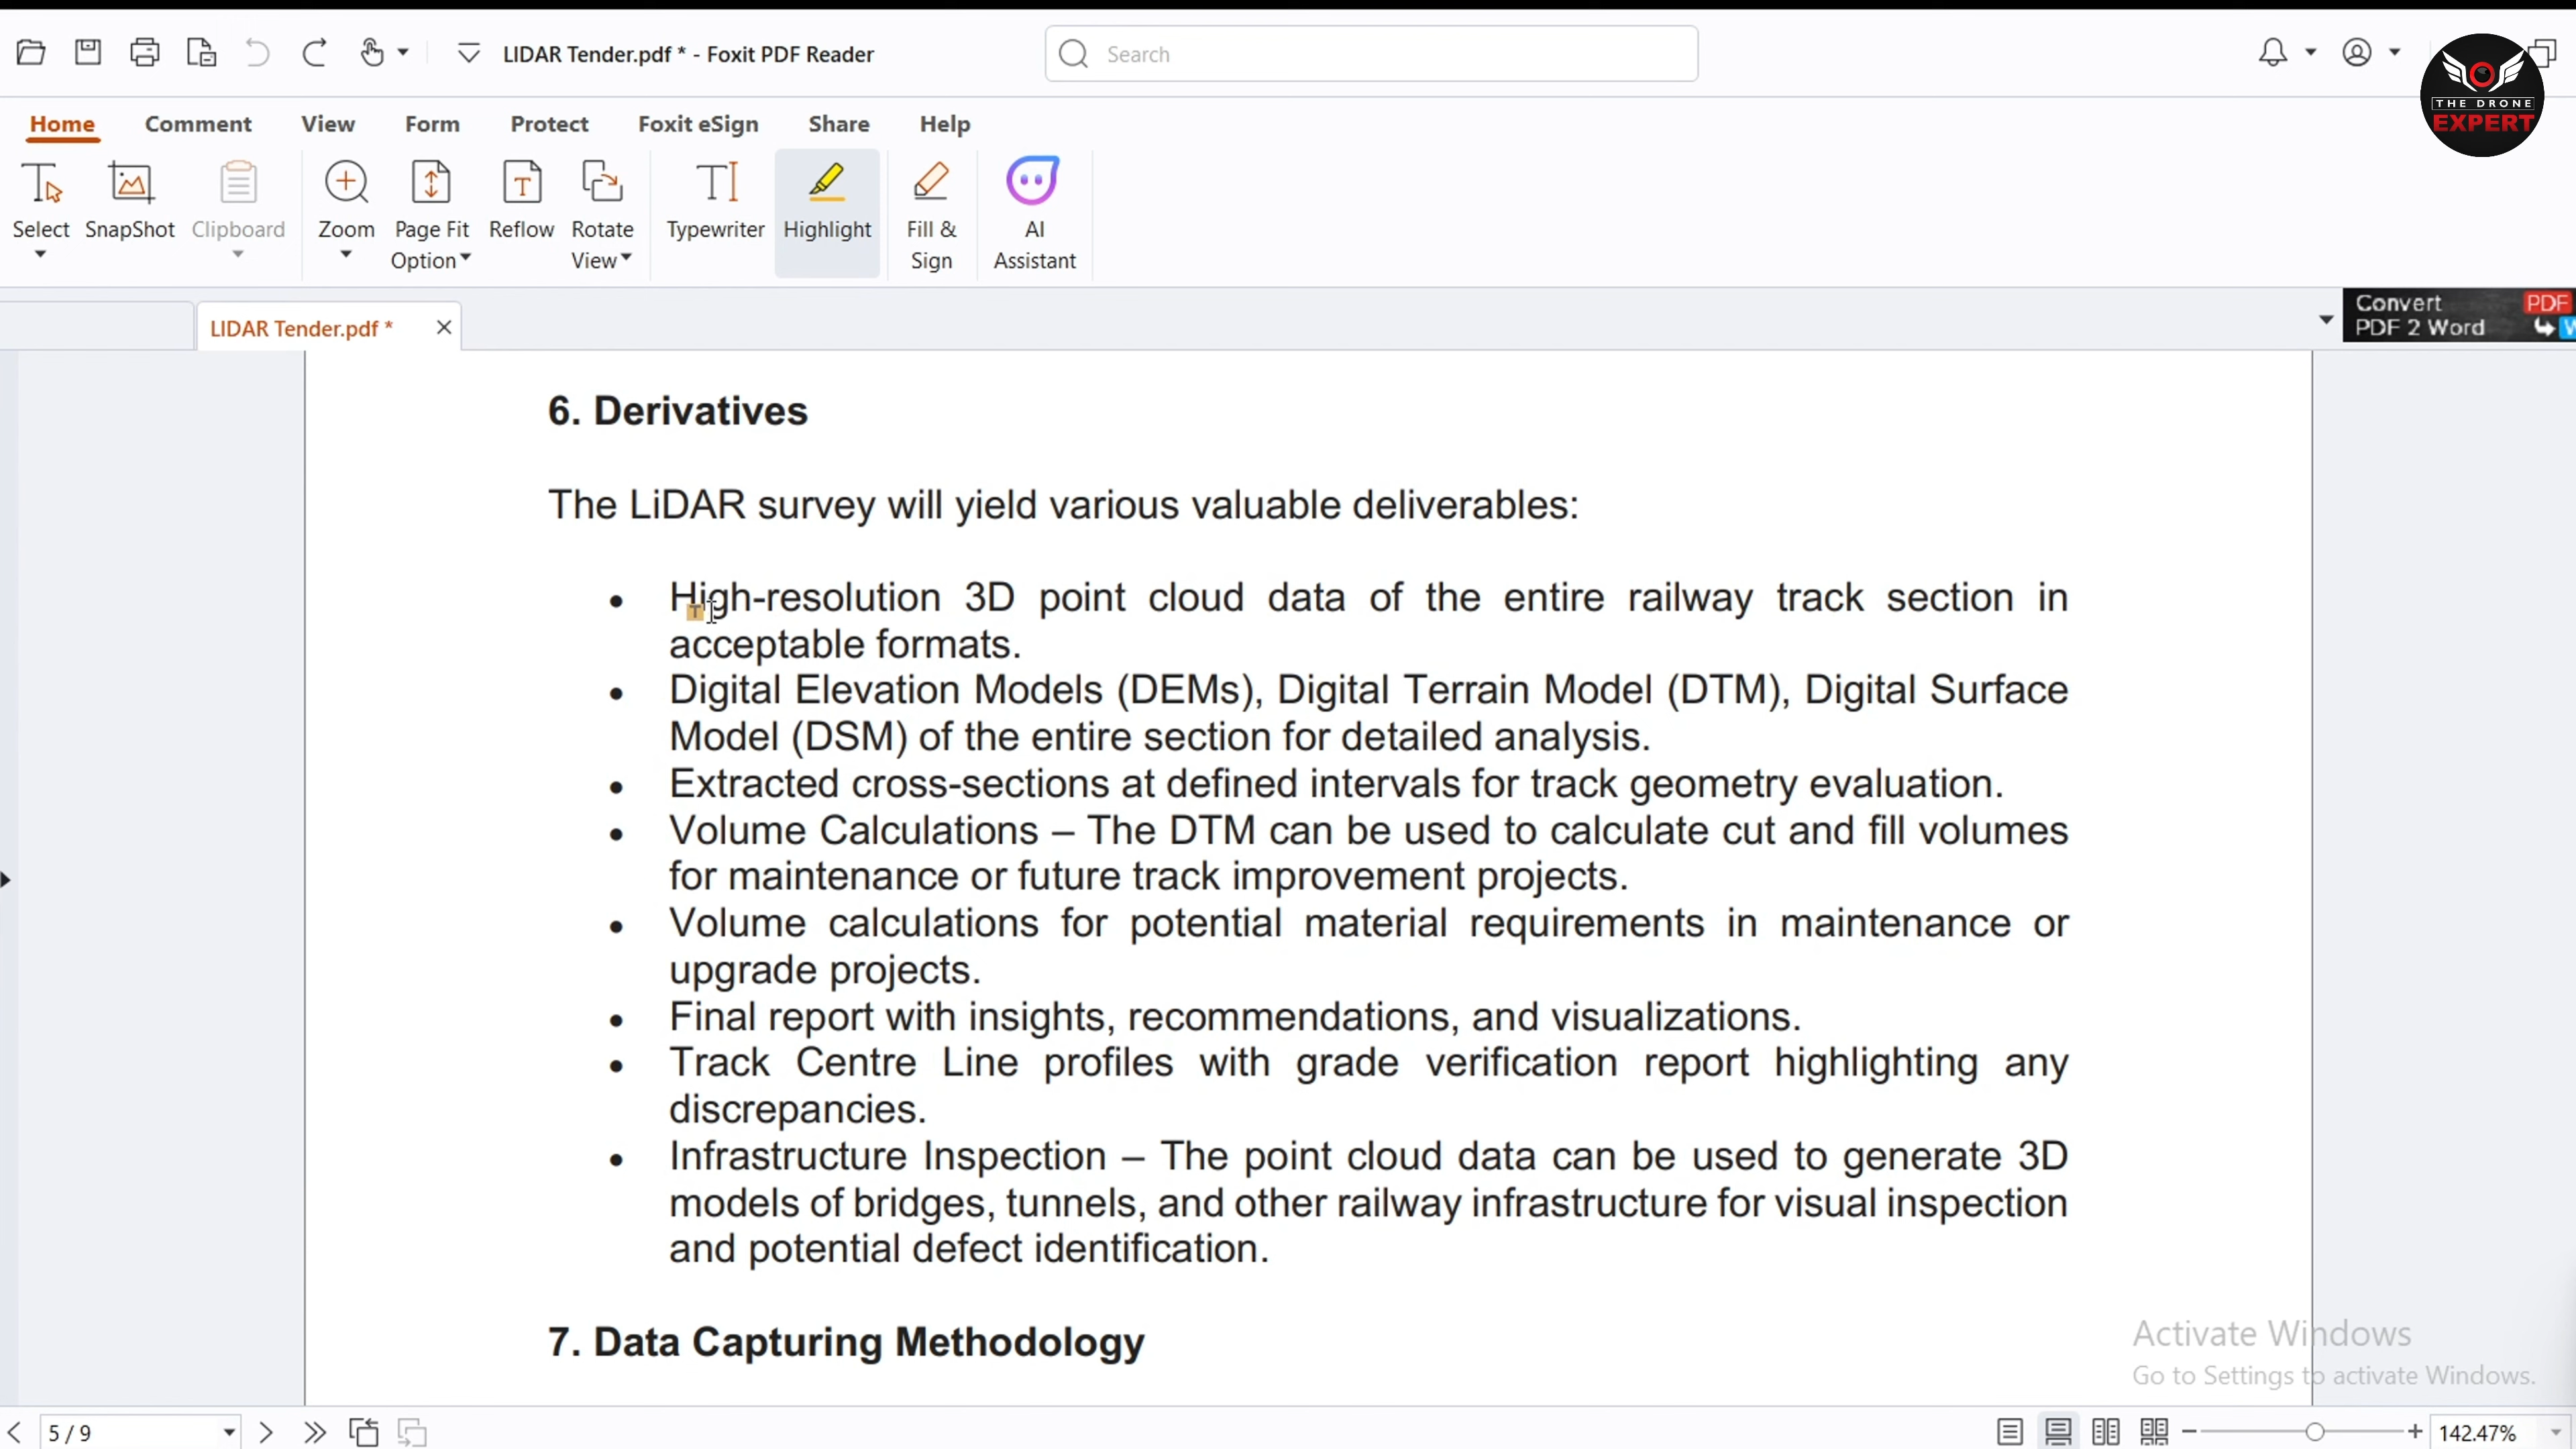 LIDAR Tender.pdf * - Foxit PDF Reader
Search
THE DRONE
EXPERT
Home Comment View Form Protect Foxit eSign Share Help
Select SnapShot Clipboard Zoom Page Fit Option Reflow Rotate View Typewriter Highlight Fill & Sign AI Assistant
LIDAR Tender.pdf *
Convert PDF
PDF 2 Word W
6. Derivatives
The LiDAR survey will yield various valuable deliverables:
• High-resolution 3D point cloud data of the entire railway track section in
acceptable formats.
• Digital Elevation Models (DEMs), Digital Terrain Model (DTM), Digital Surface
Model (DSM) of the entire section for detailed analysis.
• Extracted cross-sections at defined intervals for track geometry evaluation.
• Volume Calculations – The DTM can be used to calculate cut and fill volumes
for maintenance or future track improvement projects.
• Volume calculations for potential material requirements in maintenance or
upgrade projects.
• Final report with insights, recommendations, and visualizations.
• Track Centre Line profiles with grade verification report highlighting any
discrepancies.
• Infrastructure Inspection – The point cloud data can be used to generate 3D
models of bridges, tunnels, and other railway infrastructure for visual inspection
and potential defect identification.
7. Data Capturing Methodology
Activate Windows
Go to Settings to activate Windows.
5 / 9
142.47%